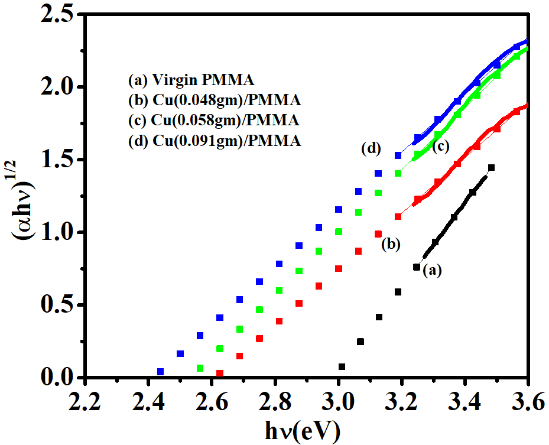 2.5
2.0
1.5
1.0
0.5
0.0
(αhν)1/2
(a) Virgin PMMA
(b) Cu(0.048gm)/PMMA
(c) Cu(0.058gm)/PMMA
(d) Cu(0.091gm)/PMMA
(d)
(c)
(b)
(a)
2.2 2.4 2.6 2.8 3.0 3.2 3.4 3.6
hν(eV)